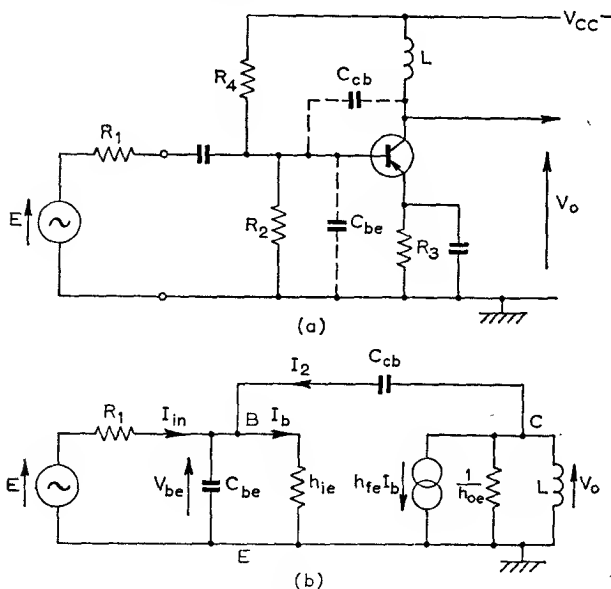 V_CC
L
C_cb
R_4
R_1
E
R_2
C_be
R_3
V_o
(a)
I_2
C_cb
R_1
I_in
B
I_b
C
E
V_be
C_be
h_ie
h_fe I_b
1/h_oe
L
V_o
E
(b)